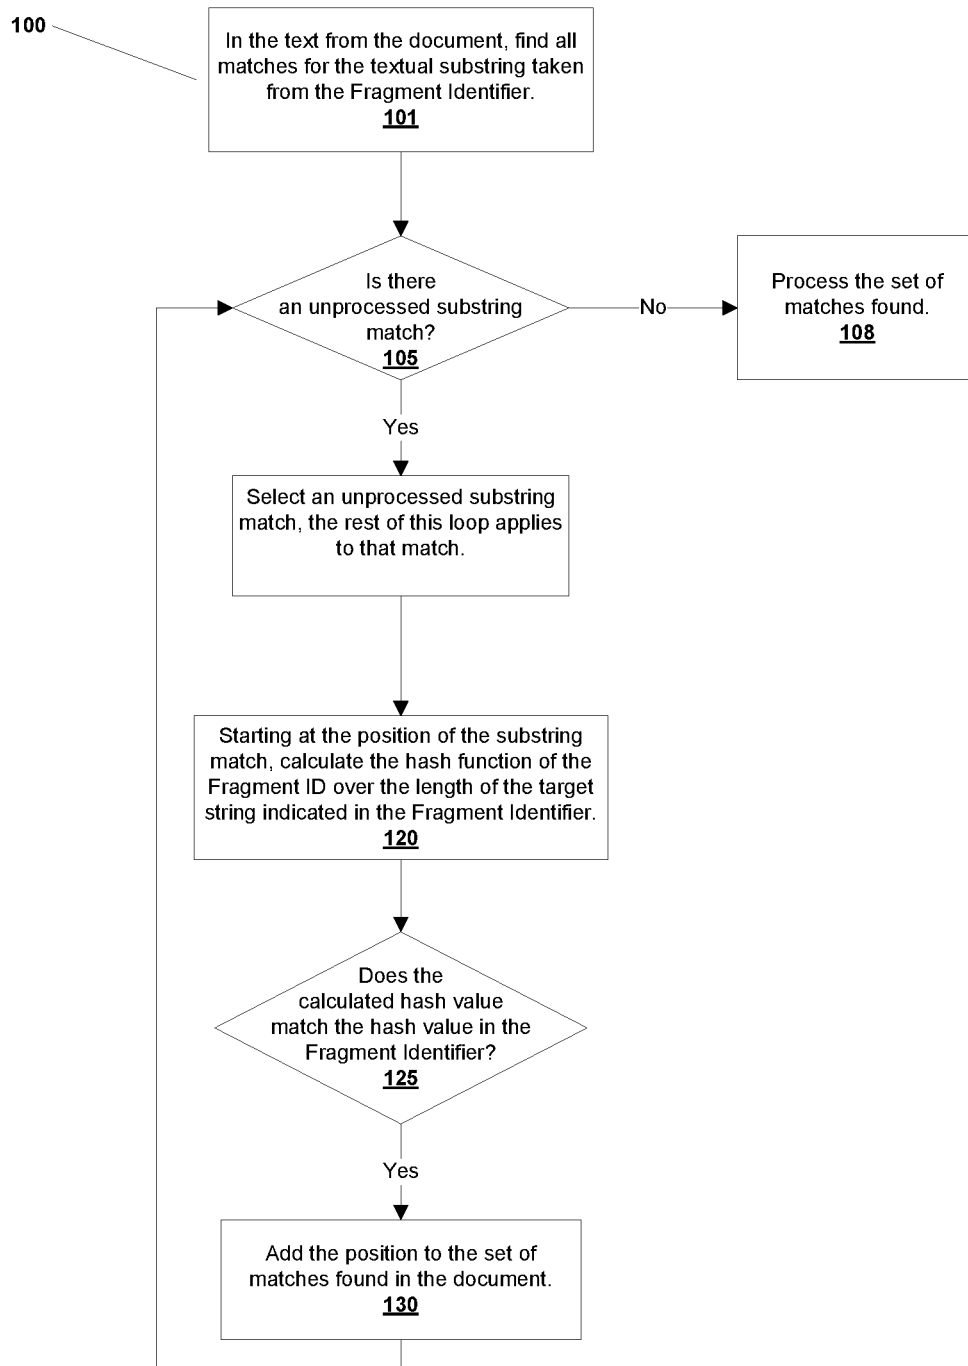 100
In the text from the document, find all
matches for the textual substring taken
from the Fragment Identifier.
101
Is there
an unprocessed substring
match?
105
No
Process the set of
matches found.
108
Yes
Select an unprocessed substring
match, the rest of this loop applies
to that match.
Starting at the position of the substring
match, calculate the hash function of the
Fragment ID over the length of the target
string indicated in the Fragment Identifier.
120
Does the
calculated hash value
match the hash value in the
Fragment Identifier?
125
Yes
Add the position to the set of
matches found in the document.
130